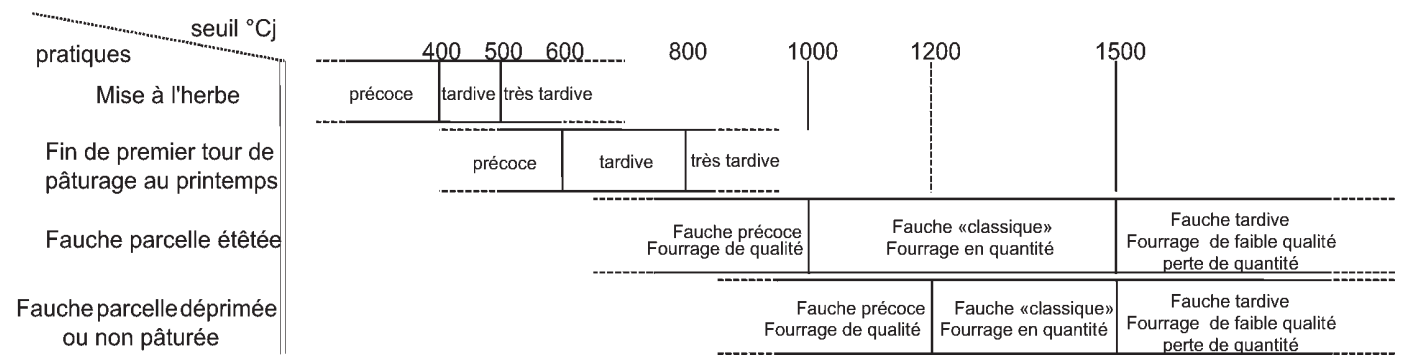 seuil °Cj
pratiques
400 500 600 800 1000 1200 1500
Mise à l'herbe
précoce tardive très tardive
Fin de premier tour de
pâturage au printemps
précoce tardive très tardive
Fauche parcelle étêtée
Fauche précoce
Fourrage de qualité
Fauche «classique»
Fourrage en quantité
Fauche tardive
Fourrage de faible qualité
perte de quantité
Fauche parcelle déprimée
ou non pâturée
Fauche précoce
Fourrage de qualité
Fauche «classique»
Fourrage en quantité
Fauche tardive
Fourrage de faible qualité
perte de quantité